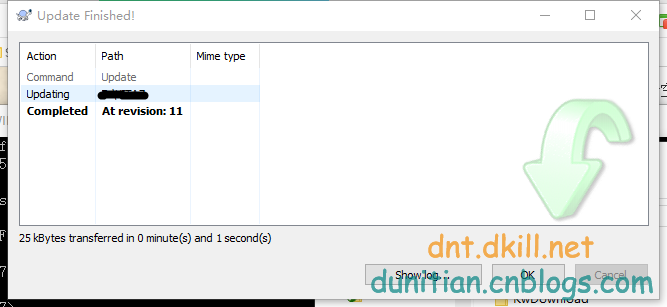 Update Finished!
Action Path Mime type
Command Update
Updating
Completed At revision: 11
25 kBytes transferred in 0 minute(s) and 1 second(s)
dnt.dkill.net
Show log... OK Cancel
dunitian.cnblogs.com
KwDownload